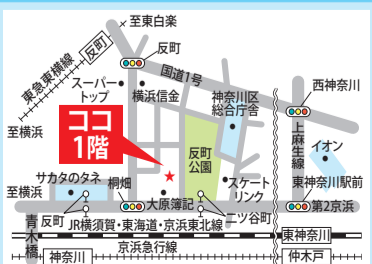 至東白楽
反町
反町
東急東横線
国道1号
西神奈川
スーパー
トップ
横浜信金
神奈川区
総合庁舎
至横浜
ココ
1階
反町
公園
上麻生線
イオン
サカタのタネ
桐畑
スケート
リンク
東神奈川駅前
至横浜
大原簿記
二ツ谷町
第2京浜
青木橋
反町
JR横須賀・東海道・京浜東北線
東神奈川
京浜急行線
神奈川
仲木戸